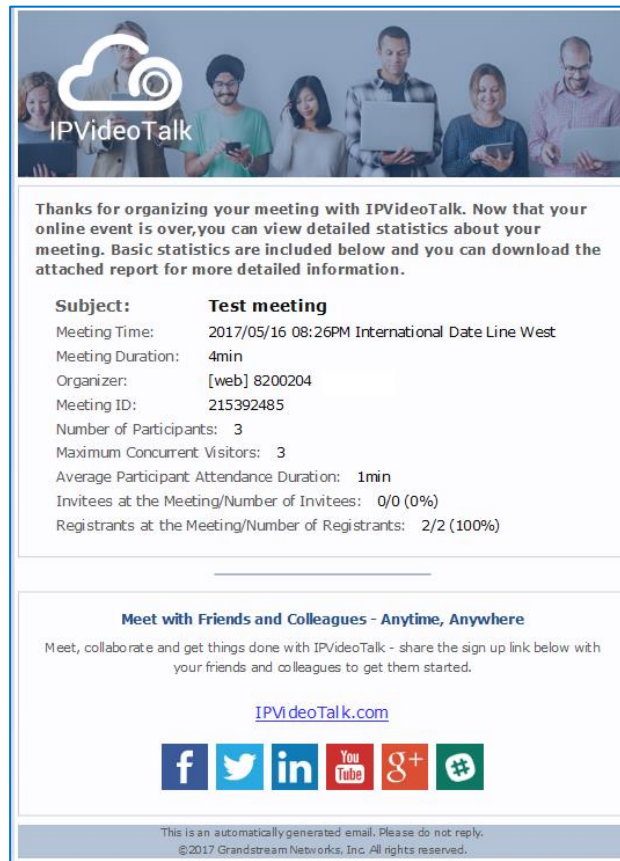 IPVideoTalk
Thanks for organizing your meeting with IPVideoTalk. Now that your
online event is over,you can view detailed statistics about your
meeting. Basic statistics are included below and you can download the
attached report for more detailed information.
Subject: Test meeting
Meeting Time: 2017/05/16 08:26PM International Date Line West
Meeting Duration: 4min
Organizer: [web] 8200204
Meeting ID: 215392485
Number of Participants: 3
Maximum Concurrent Visitors: 3
Average Participant Attendance Duration: 1min
Invitees at the Meeting/Number of Invitees: 0/0 (0%)
Registrants at the Meeting/Number of Registrants: 2/2 (100%)
Meet with Friends and Colleagues - Anytime, Anywhere
Meet, collaborate and get things done with IPVideoTalk - share the sign up link below with
your friends and colleagues to get them started.
IPVideoTalk.com
f in You Tube g+ #
This is an automatically generated email. Please do not reply.
©2017 Grandstream Networks, Inc. All rights reserved.